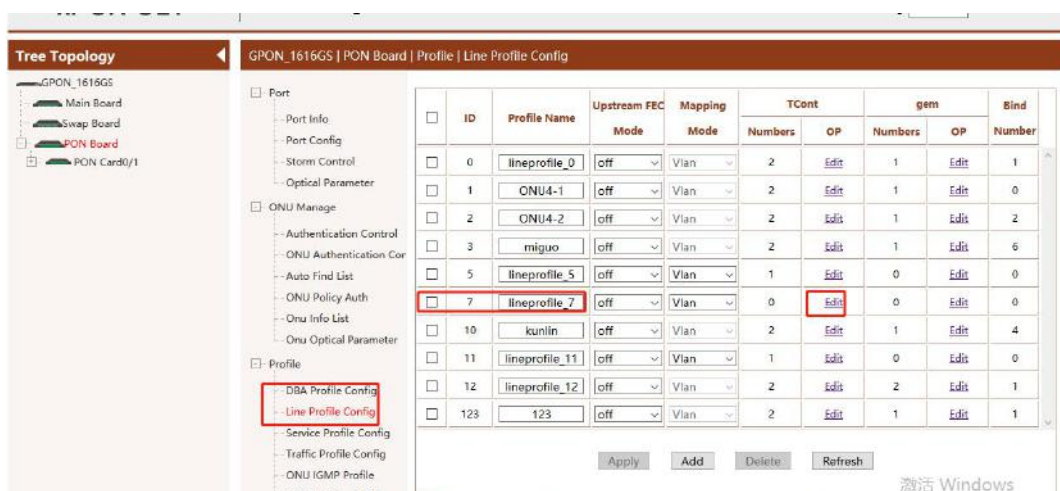 Tree Topology
GPON_1616GS | PON Board | Profile | Line Profile Config
GPON_1616GS
Main Board
Swap Board
PON Board
PON Card0/1
Port
Port Info
Port Config
Storm Control
Optical Parameter
ONU Manage
Authentication Control
ONU Authentication Cor
Auto Find List
ONU Policy Auth
Onu Info List
Onu Optical Parameter
Profile
DBA Profile Config
Line Profile Config
Service Profile Config
Traffic Profile Config
ONU IGMP Profile
ID Profile Name Upstream FEC Mode Mapping Mode TCont gem Bind Number
Numbers OP Numbers OP
0 lineprofile_0 off Vlan 2 Edit 1 Edit 1
1 ONU4-1 off Vlan 2 Edit 1 Edit 0
2 ONU4-2 off Vlan 2 Edit 1 Edit 2
3 miguo off Vlan 2 Edit 1 Edit 6
5 lineprofile_5 off Vlan 1 Edit 0 Edit 0
7 lineprofile_7 off Vlan 0 Edit 0 Edit 0
10 kunlin off Vlan 2 Edit 1 Edit 4
11 lineprofile_11 off Vlan 1 Edit 0 Edit 0
12 lineprofile_12 off Vlan 2 Edit 2 Edit 1
123 123 off Vlan 2 Edit 1 Edit 1
Apply Add Delete Refresh
激活 Windows